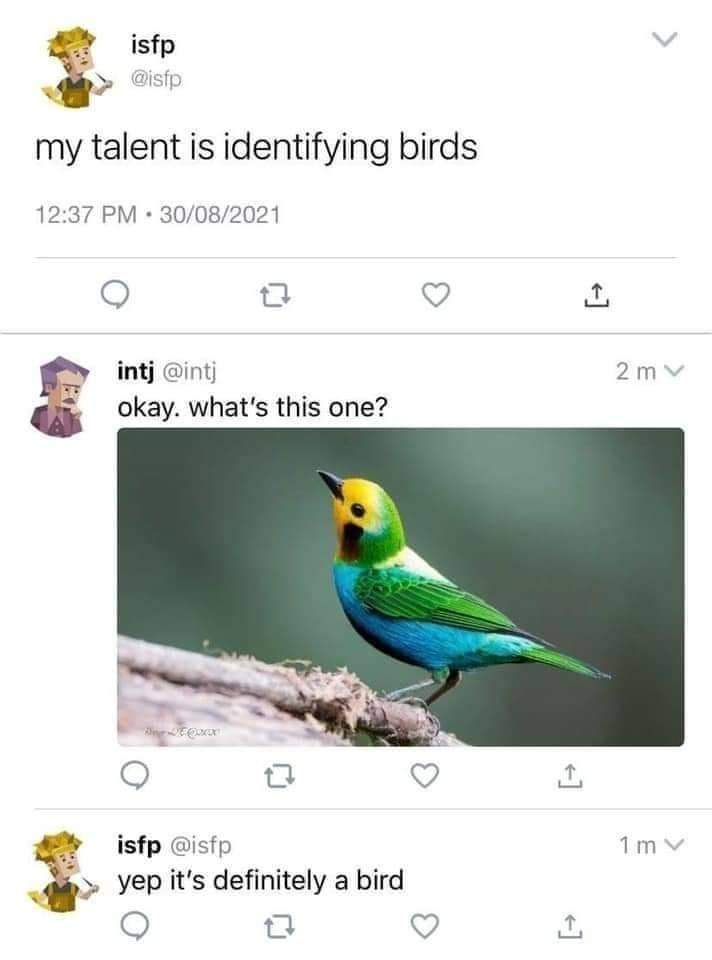 isfp
@isfp
my talent is identifying birds
12:37 PM • 30/08/2021
intj @intj
2 m
okay. what's this one?
isfp @isfp
1 m
yep it's definitely a bird